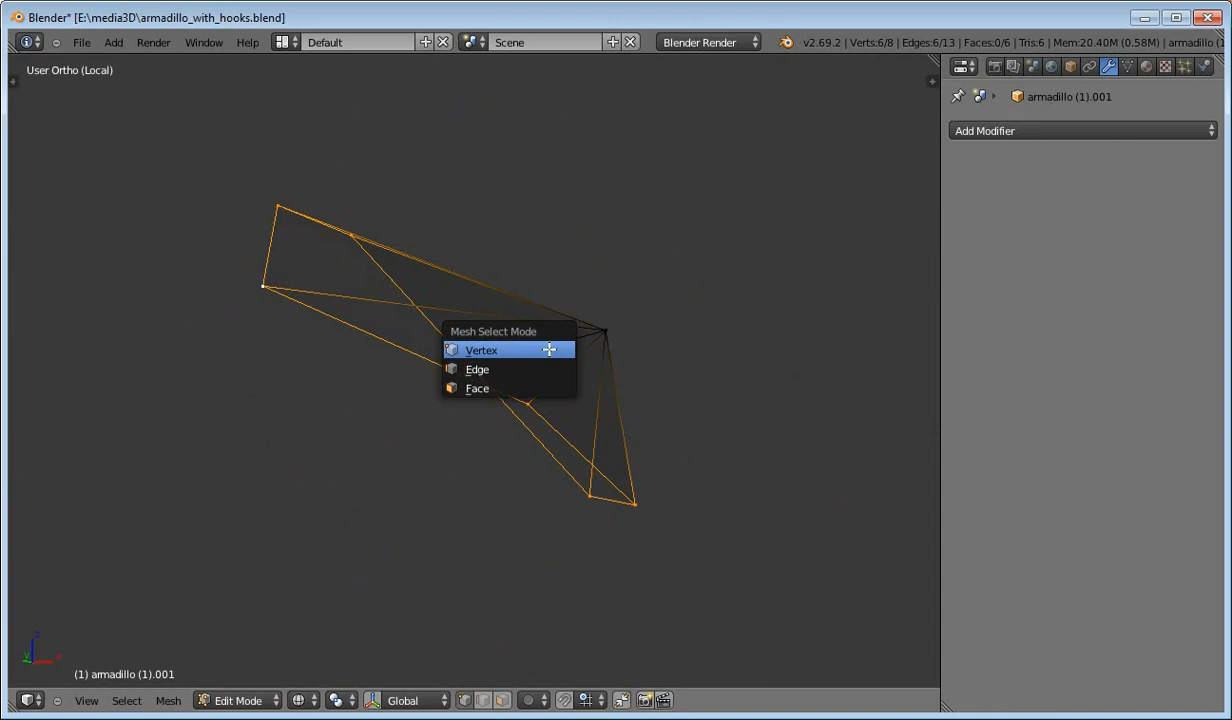 Blender* [E:\media3D\armadillo_with_hooks.blend]
File Add Render Window Help Default Scene Blender Render v2.69.2 | Verts:6/8 | Edges:6/13 | Faces:0/6 | Tris:6 | Mem:20.40M (0.58M) | armadillo (1
User Ortho (Local)
armadillo (1).001
Add Modifier
Mesh Select Mode
Vertex
Edge
Face
(1) armadillo (1).001
View Select Mesh Edit Mode Global